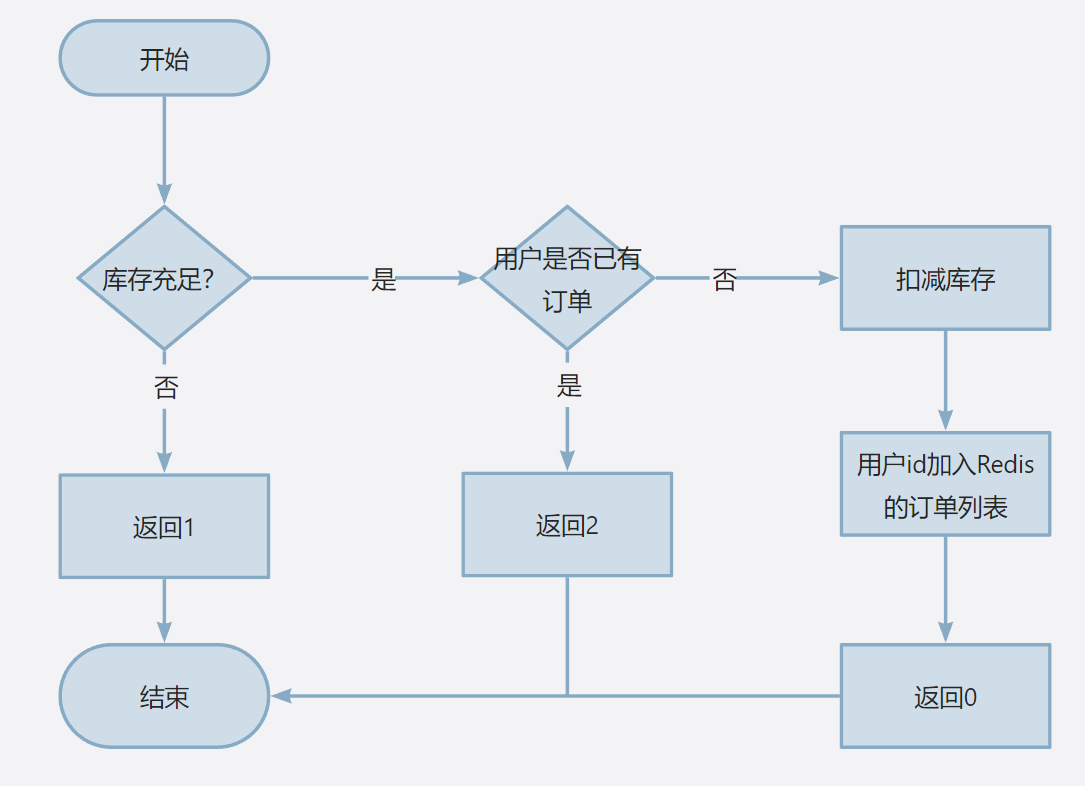 开始
库存充足?
是
用户是否已有
订单
否
扣减库存
否
是
用户id加入Redis
的订单列表
返回1
返回2
结束
返回0